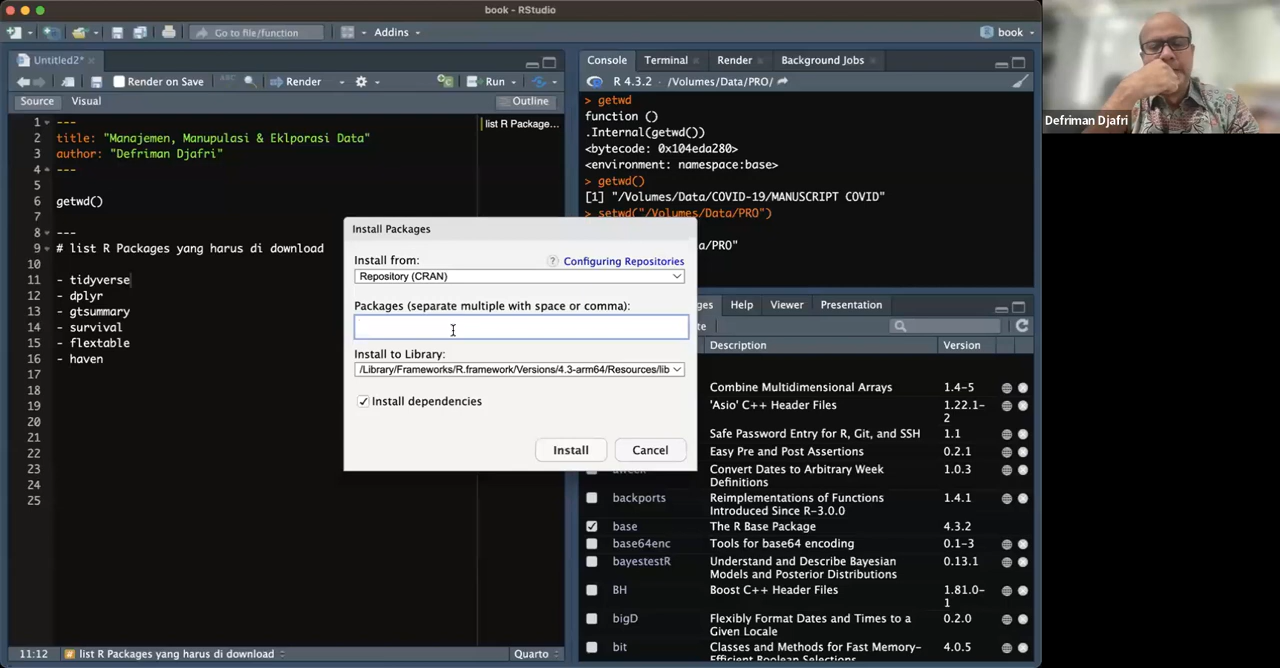 book - RStudio
Go to file/function
Addins
book
Untitled2*
Render on Save
ABC
Render
Run
Source
Visual
Outline
1 ---
2 title: "Manajemen, Manupulasi & Eklporasi Data"
3 author: "Defriman Djafri"
4 ---
5
6 getwd()
7
8 ---
9 # list R Packages yang harus di download
10
11 - tidyverse
12 - dplyr
13 - gtsummary
14 - survival
15 - flextable
16 - haven
17
18
19
20
21
22
23
24
25
list R Package...
11:12
# list R Packages yang harus di download
Quarto
Console
Terminal
Render
Background Jobs
R 4.3.2 · /Volumes/Data/PRO/
> getwd
function ()
.Internal(getwd())
<bytecode: 0x104eda280>
<environment: namespace:base>
> getwd()
[1] "/Volumes/Data/COVID-19/MANUSCRIPT COVID"
> setwd("/Volumes/Data/PRO")
a/PRO"
Install Packages
Install from:
? Configuring Repositories
Repository (CRAN)
Packages (separate multiple with space or comma):
Install to Library:
/Library/Frameworks/R.framework/Versions/4.3-arm64/Resources/lib
Install dependencies
Install
Cancel
ges
Help
Viewer
Presentation
te
Description
Version
Combine Multidimensional Arrays 1.4-5
'Asio' C++ Header Files 1.22.1-
2
Safe Password Entry for R, Git, and SSH 1.1
Easy Pre and Post Assertions 0.2.1
Convert Dates to Arbitrary Week 1.0.3
Definitions
backports Reimplementations of Functions 1.4.1
Introduced Since R-3.0.0
base The R Base Package 4.3.2
base64enc Tools for base64 encoding 0.1-3
bayestestR Understand and Describe Bayesian 0.13.1
Models and Posterior Distributions
BH Boost C++ Header Files 1.81.0-
1
bigD Flexibly Format Dates and Times to a 0.2.0
Given Locale
bit Classes and Methods for Fast Memory- 4.0.5
Efficient Boolean Selections
Defriman Djafri